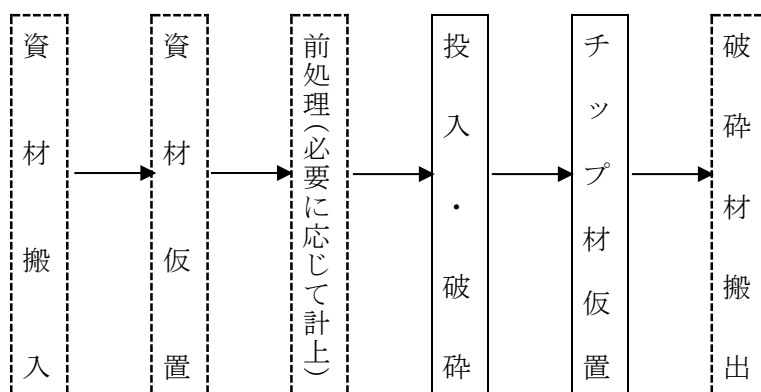 資材搬入
資材仮置
前処理(必要に応じて計上)
投入・破砕
チップ材仮置
破砕材搬出